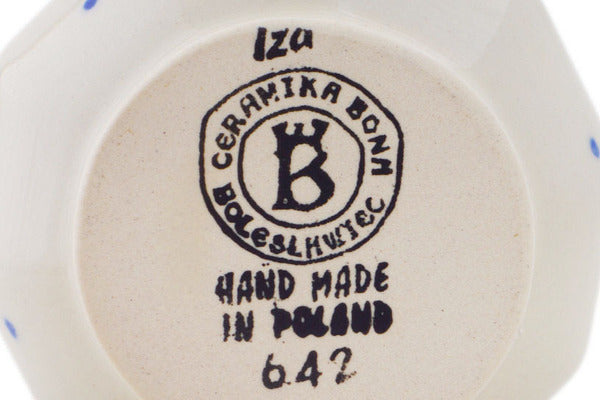 Iza
CERAMIKA BONA
BOLESLAWIEC
B
HAND MADE
IN POLAND
642